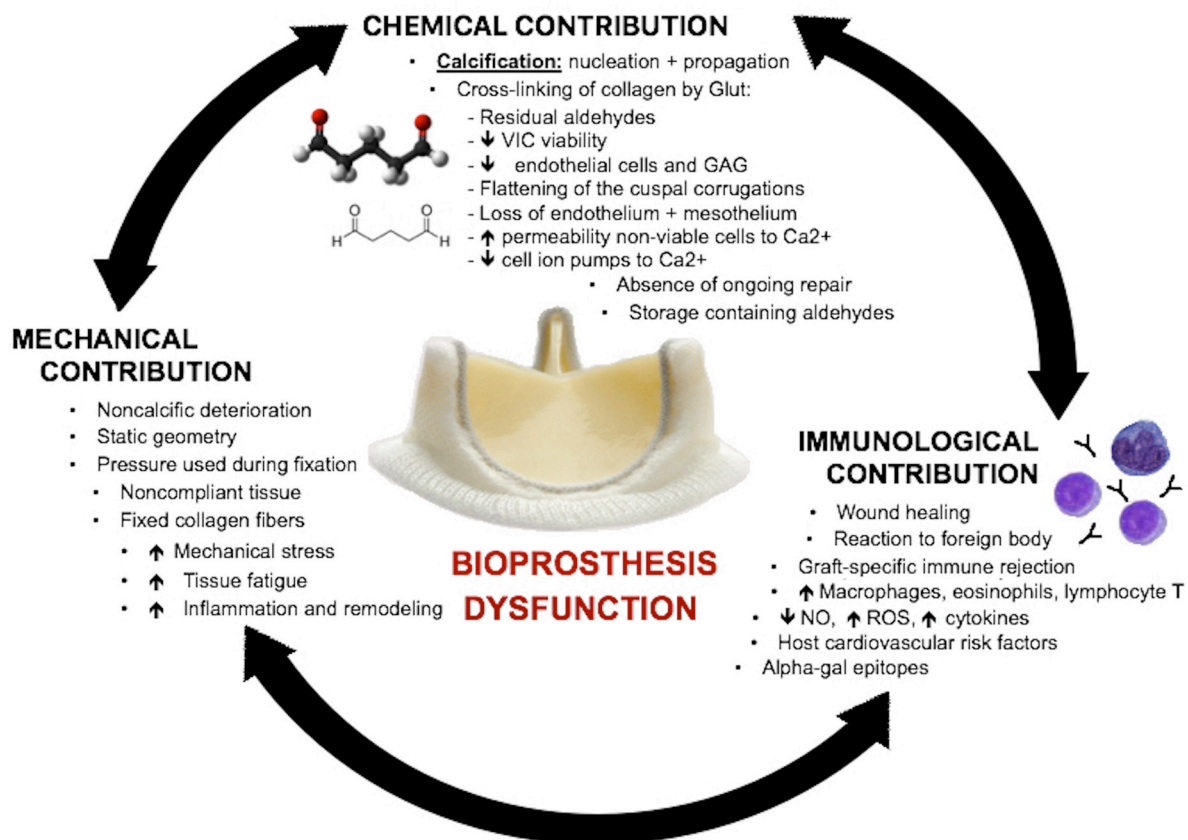 CHEMICAL CONTRIBUTION
▪ Calcification: nucleation + propagation
▪ Cross-linking of collagen by Glut:
- Residual aldehydes
- ↓ VIC viability
- ↓ endothelial cells and GAG
- Flattening of the cuspal corrugations
- Loss of endothelium + mesothelium
- ↑ permeability non-viable cells to Ca2+
- ↓ cell ion pumps to Ca2+
▪ Absence of ongoing repair
▪ Storage containing aldehydes
O O
H H
MECHANICAL
CONTRIBUTION
▪ Noncalcific deterioration
▪ Static geometry
▪ Pressure used during fixation
▪ Noncompliant tissue
▪ Fixed collagen fibers
▪ ↑ Mechanical stress
▪ ↑ Tissue fatigue
▪ ↑ Inflammation and remodeling
BIOPROSTHESIS
DYSFUNCTION
IMMUNOLOGICAL
CONTRIBUTION
▪ Wound healing
▪ Reaction to foreign body
▪ Graft-specific immune rejection
▪ ↑ Macrophages, eosinophils, lymphocyte T
▪ ↓ NO, ↑ ROS, ↑ cytokines
▪ Host cardiovascular risk factors
▪ Alpha-gal epitopes